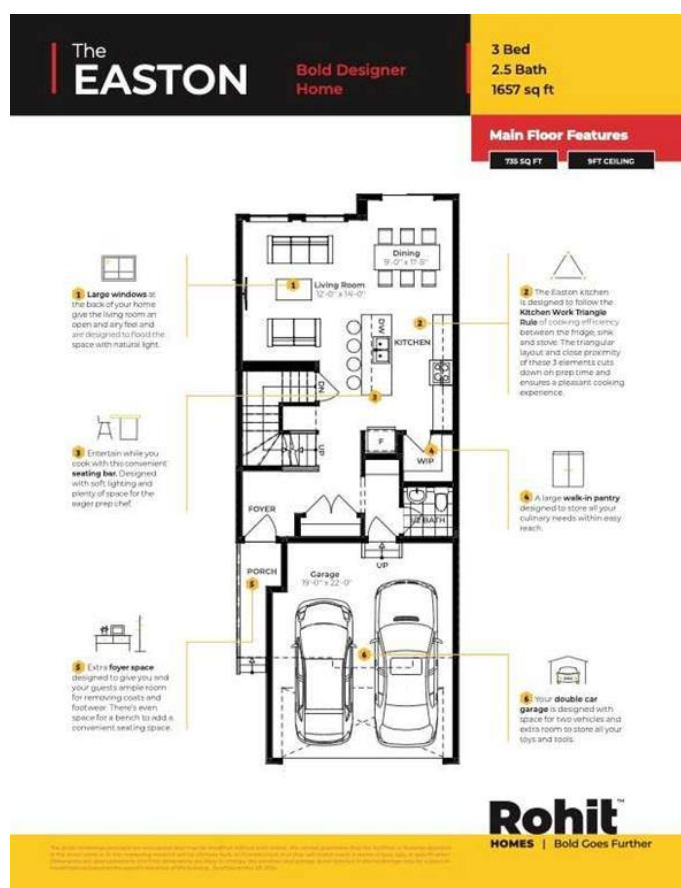 The
EASTON
Bold Designer
Home
3 Bed
2.5 Bath
1657 sq ft
Main Floor Features
735 SQ FT
9FT CEILING
1 Large windows at
the back of your home
give the living room an
open and airy feel and
are designed to flood the
space with natural light.
3 Entertain while you
cook with this convenient
seating bar. Designed
with soft lighting and
plenty of space for the
eager prep chef.
5 Extra foyer space
designed to give you and
your guests ample room
for removing coats and
footwear. There's even
space for a bench to add a
convenient seating space.
Dining
9'-0" x 11'-5"
1
Living Room
12'-0" x 14'-0"
2
DW
KITCHEN
3
DN
UP
F
4
WIP
FOYER
1/2 BATH
PORCH
UP
5
Garage
19'-0" x 22'-0"
6
2 The Easton kitchen
is designed to follow the
Kitchen Work Triangle
Rule of cooking efficiency
between the fridge, sink
and stove. The triangular
layout and close proximity
of these 3 elements cuts
down on prep time and
ensures a pleasant cooking
experience.
4 A large walk-in pantry
designed to store all your
culinary needs within easy
reach.
6 Your double car
garage is designed with
space for two vehicles and
extra room to store all your
toys and tools.
Rohit™
HOMES | Bold Goes Further